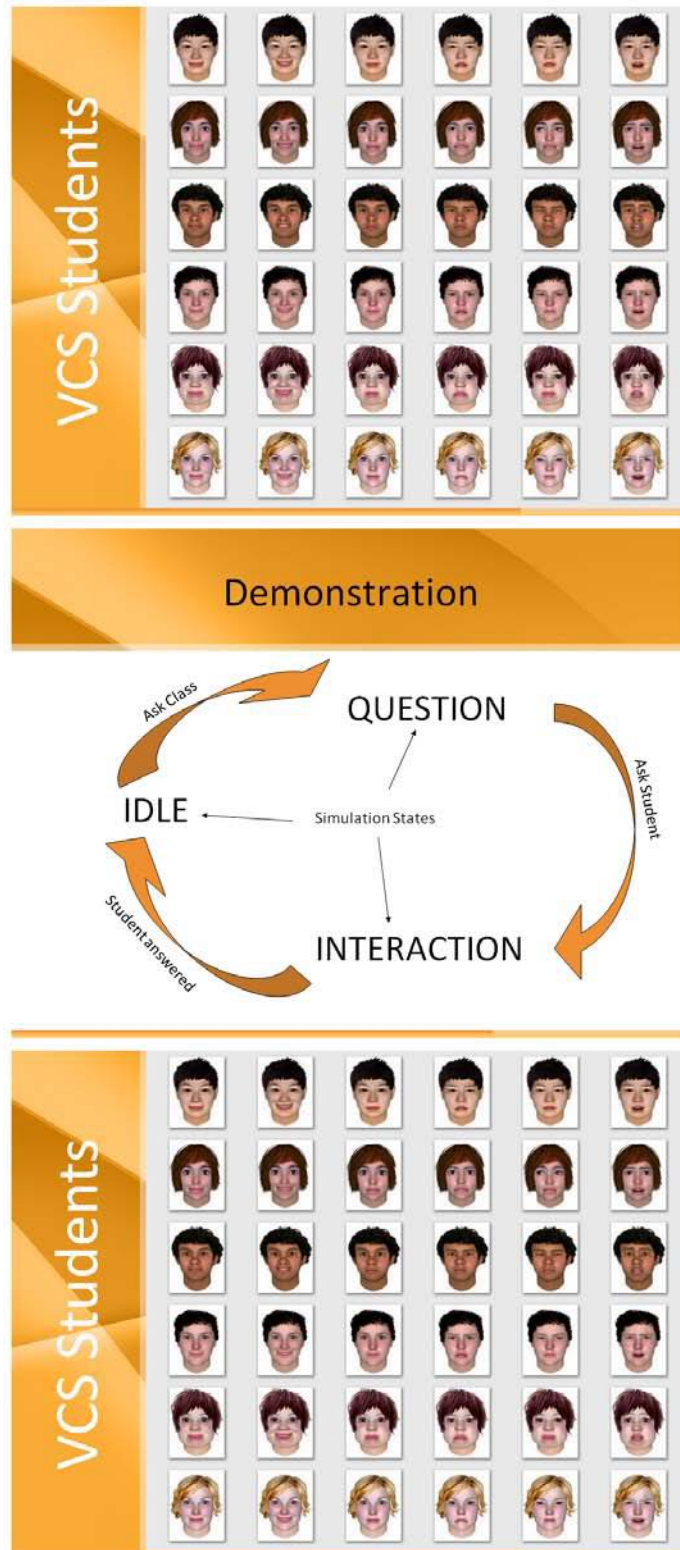 VCS Students
Demonstration
Ask Class
QUESTION
Ask Student
IDLE
Simulation States
Student answered
INTERACTION
VCS Students